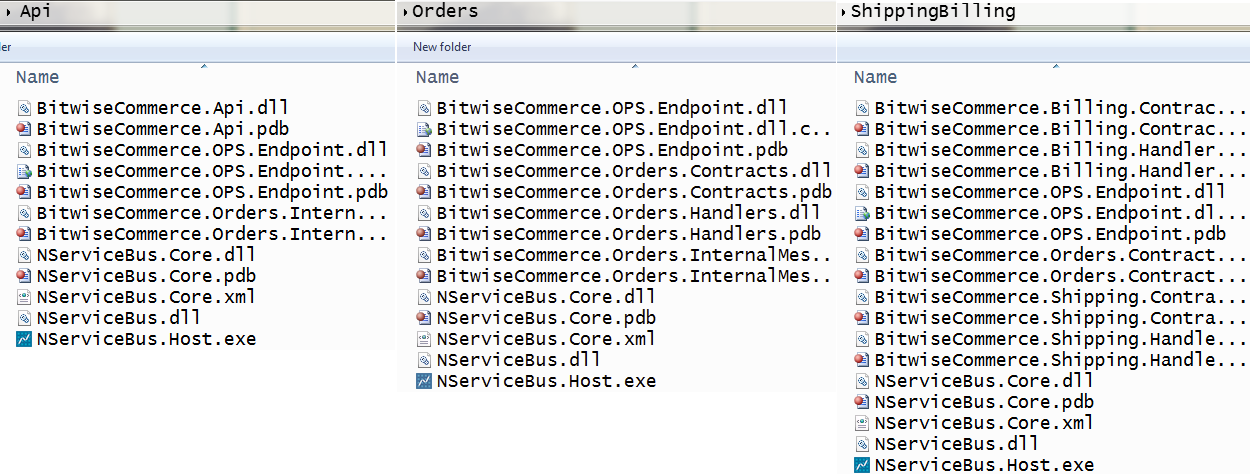 Api
der
Name
BitwiseCommerce.Api.dll
BitwiseCommerce.Api.pdb
BitwiseCommerce.OPS.Endpoint.dll
BitwiseCommerce.OPS.Endpoint....
BitwiseCommerce.OPS.Endpoint.pdb
BitwiseCommerce.Orders.Intern...
BitwiseCommerce.Orders.Intern...
NServiceBus.Core.dll
NServiceBus.Core.pdb
NServiceBus.Core.xml
NServiceBus.dll
NServiceBus.Host.exe
Orders
New folder
Name
BitwiseCommerce.OPS.Endpoint.dll
BitwiseCommerce.OPS.Endpoint.dll.c...
BitwiseCommerce.OPS.Endpoint.pdb
BitwiseCommerce.Orders.Contracts.dll
BitwiseCommerce.Orders.Contracts.pdb
BitwiseCommerce.Orders.Handlers.dll
BitwiseCommerce.Orders.Handlers.pdb
BitwiseCommerce.Orders.InternalMes...
BitwiseCommerce.Orders.InternalMes...
NServiceBus.Core.dll
NServiceBus.Core.pdb
NServiceBus.Core.xml
NServiceBus.dll
NServiceBus.Host.exe
ShippingBilling
Name
BitwiseCommerce.Billing.Contrac...
BitwiseCommerce.Billing.Contrac...
BitwiseCommerce.Billing.Handler...
BitwiseCommerce.Billing.Handler...
BitwiseCommerce.OPS.Endpoint.dll
BitwiseCommerce.OPS.Endpoint.dl...
BitwiseCommerce.OPS.Endpoint.pdb
BitwiseCommerce.Orders.Contract...
BitwiseCommerce.Orders.Contract...
BitwiseCommerce.Shipping.Contra...
BitwiseCommerce.Shipping.Contra...
BitwiseCommerce.Shipping.Handle...
BitwiseCommerce.Shipping.Handle...
NServiceBus.Core.dll
NServiceBus.Core.pdb
NServiceBus.Core.xml
NServiceBus.dll
NServiceBus.Host.exe